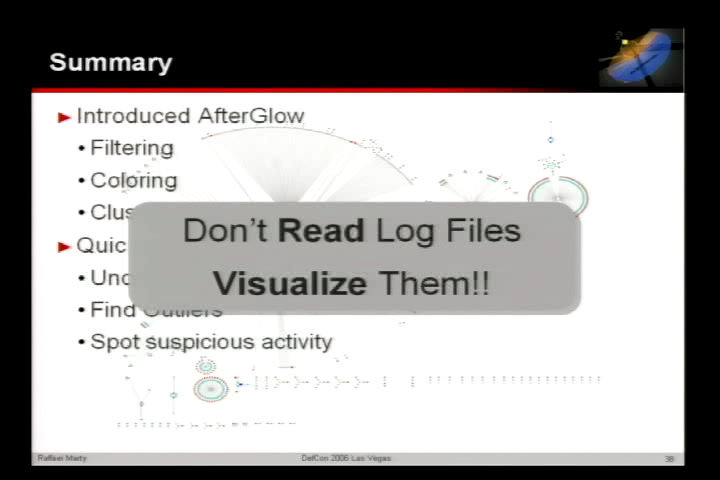 Summary
Introduced AfterGlow
Filtering
Coloring
Clus
Quic
Don't Read Log Files
Visualize Them!!
Find Outliers
Spot suspicious activity
Raffael Marty
DefCon 2006 Las Vegas
38